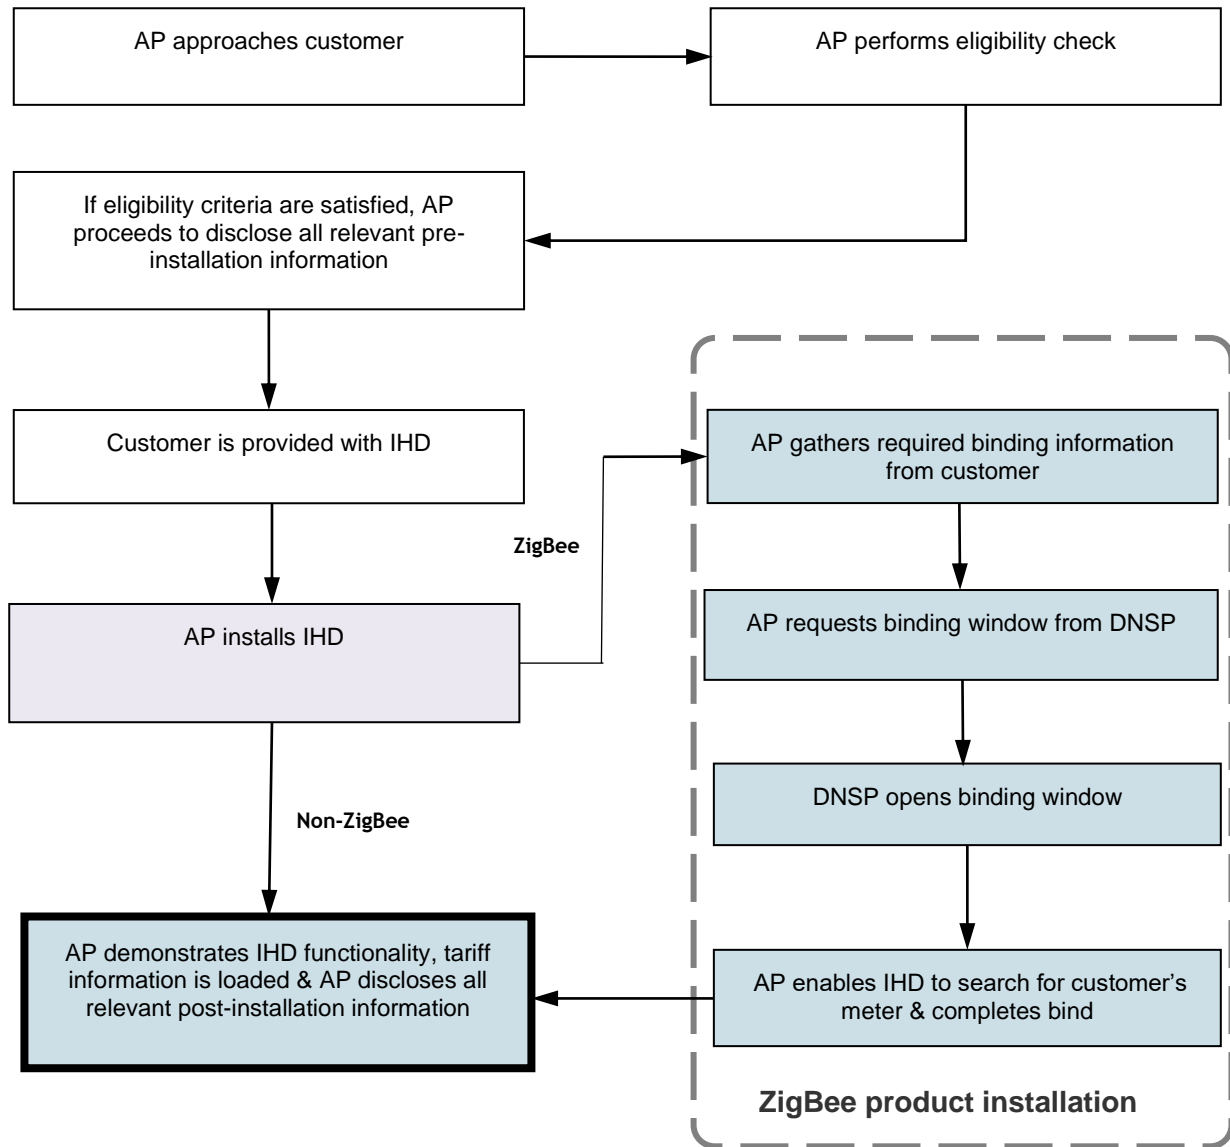 AP approaches customer
AP performs eligibility check
If eligibility criteria are satisfied, AP
proceeds to disclose all relevant pre-
installation information
Customer is provided with IHD
AP gathers required binding information
from customer
ZigBee
AP installs IHD
AP requests binding window from DNSP
DNSP opens binding window
Non-ZigBee
AP demonstrates IHD functionality, tariff
information is loaded & AP discloses all
relevant post-installation information
AP enables IHD to search for customer’s
meter & completes bind
ZigBee product installation